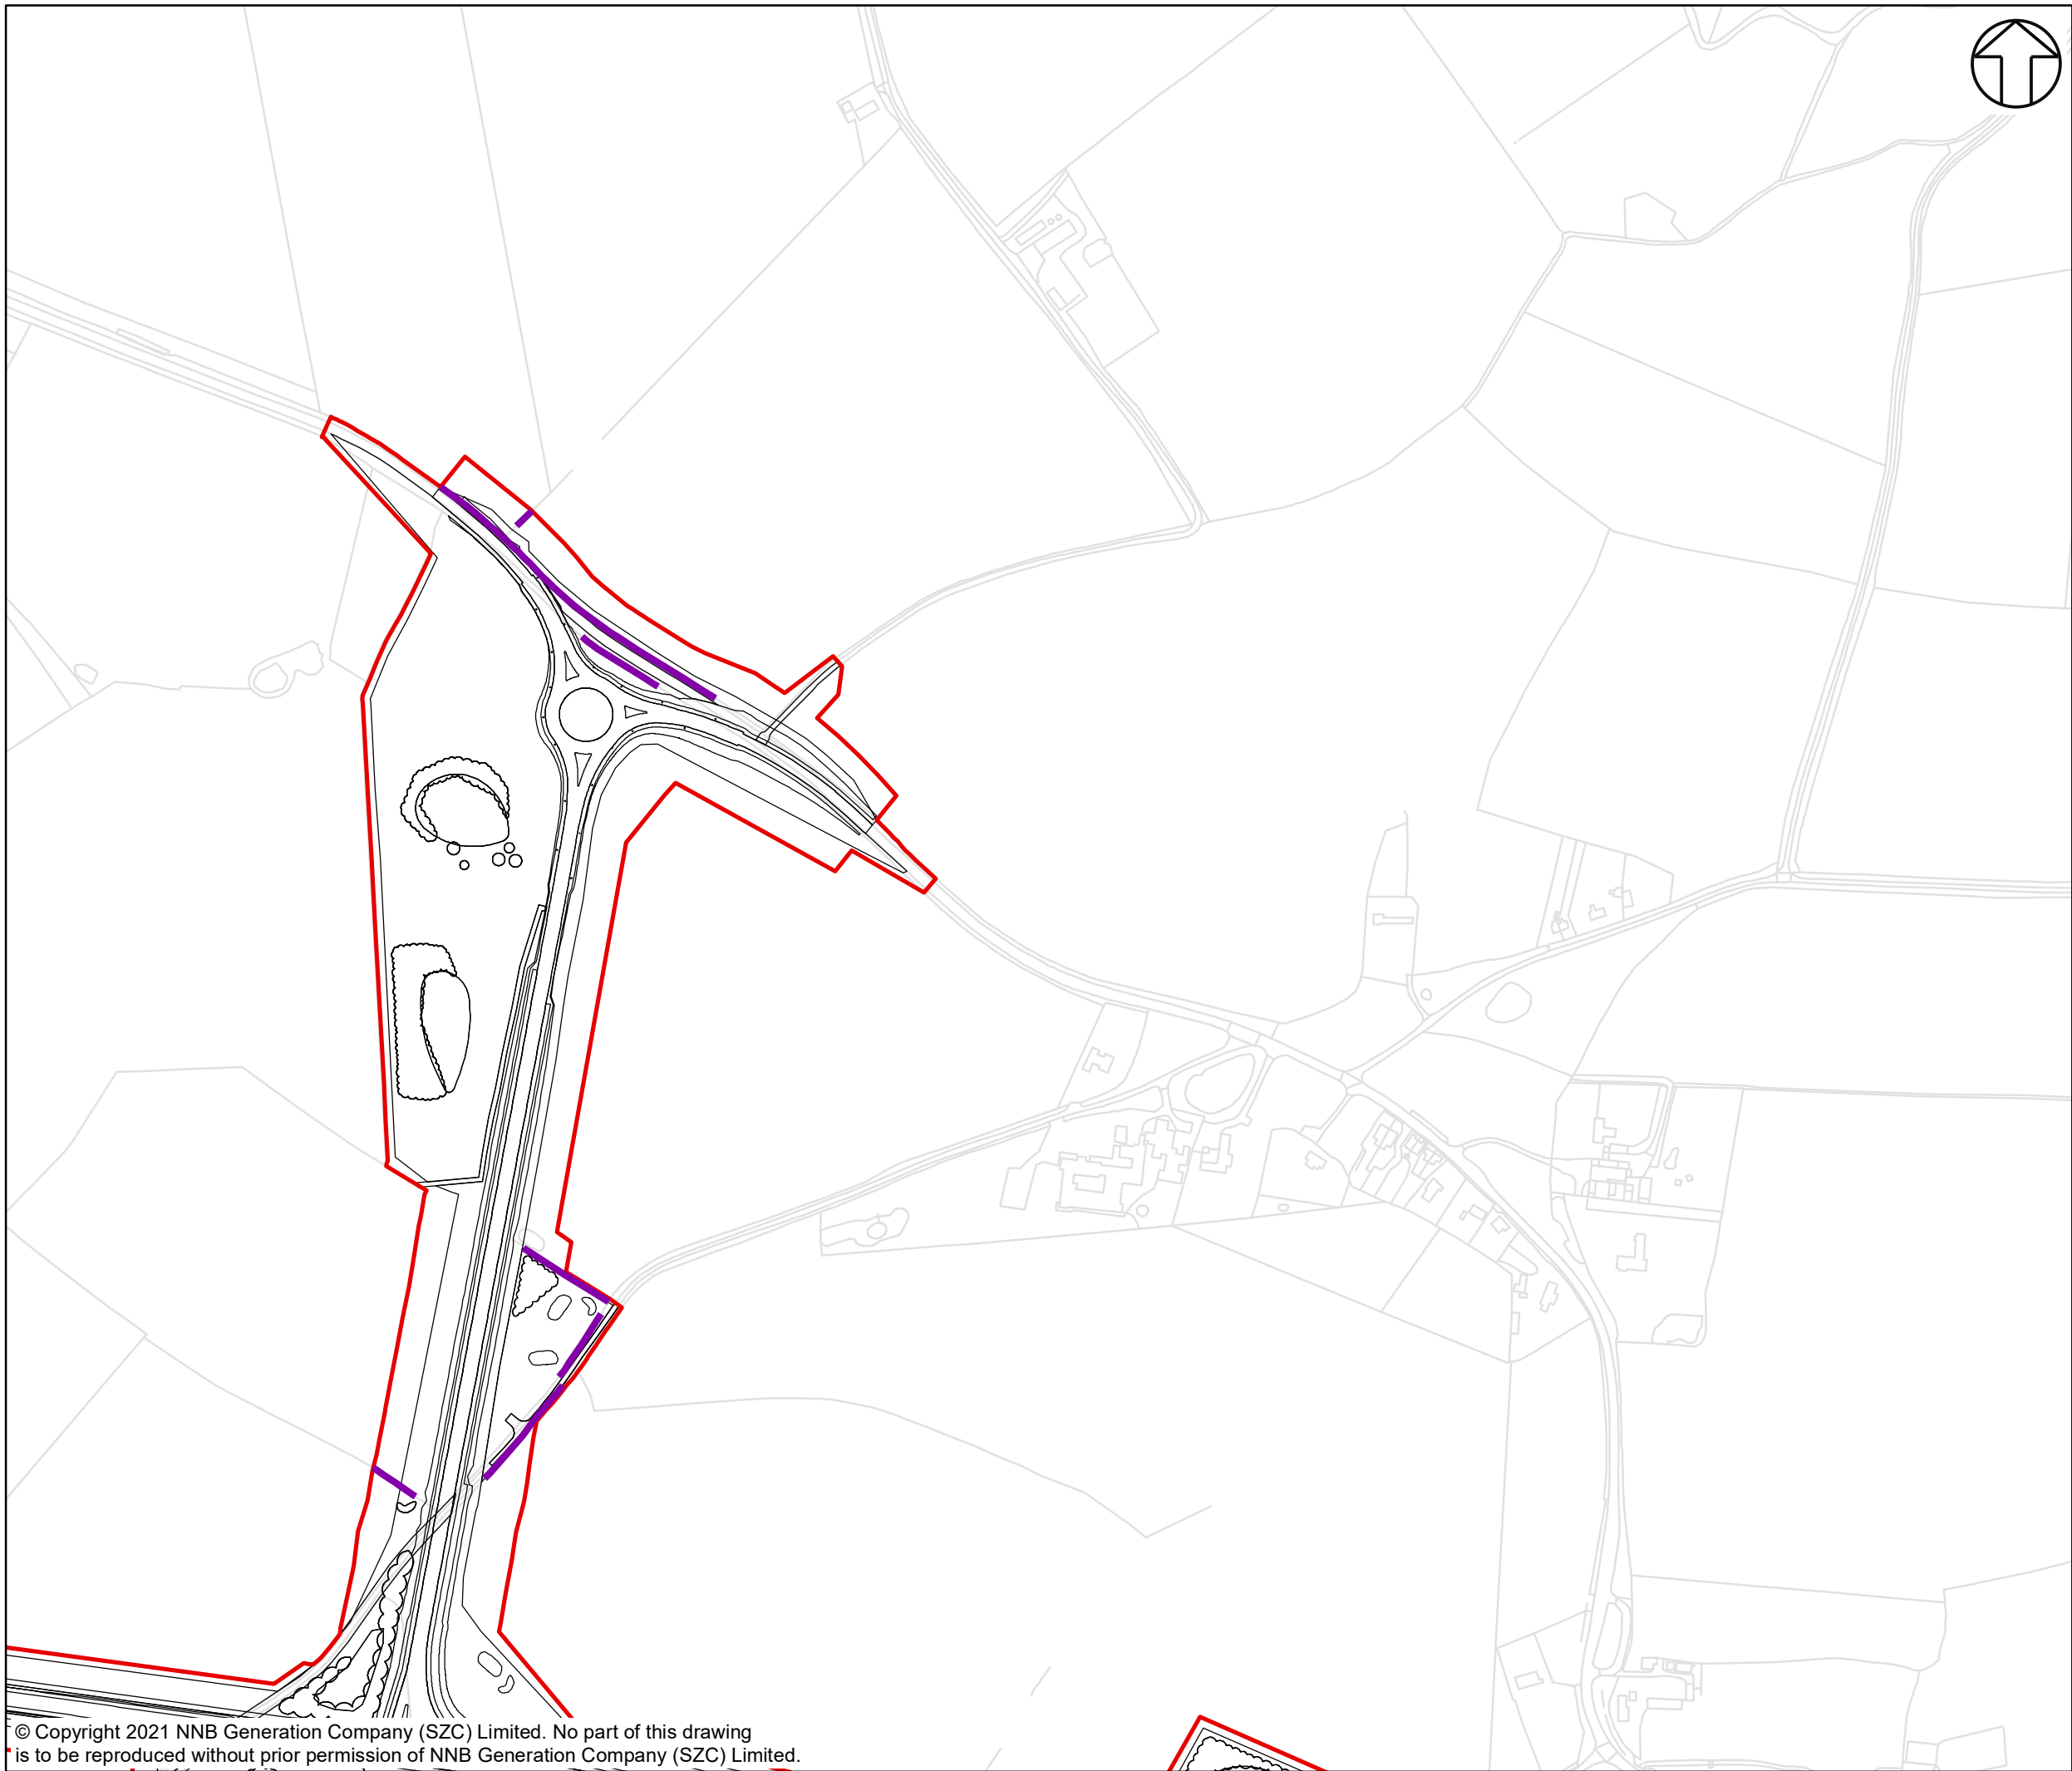 © Copyright 2021 NNB Generation Company (SZC) Limited. No part of this drawing
is to be reproduced without prior permission of NNB Generation Company (SZC) Limited.